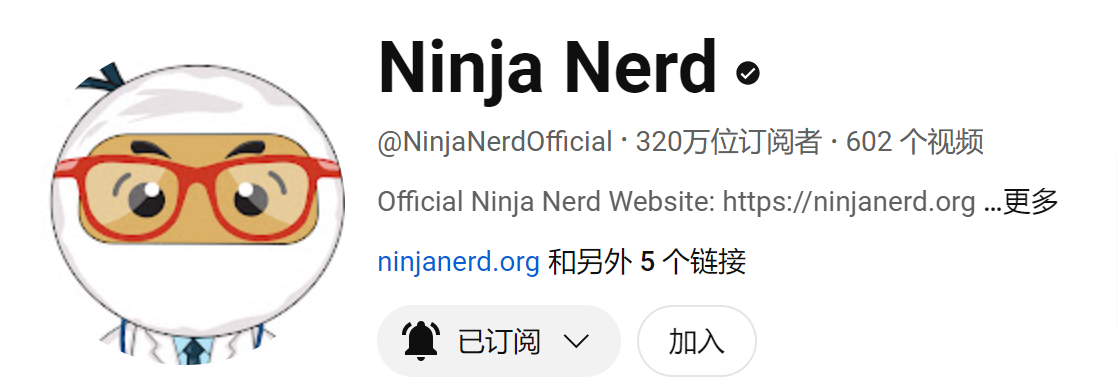 Ninja Nerd
@NinjaNerdOfficial · 320万位订阅者 · 602 个视频
Official Ninja Nerd Website: https://ninjanerd.org ...更多
ninjanerd.org 和另外 5 个链接
已订阅 加入